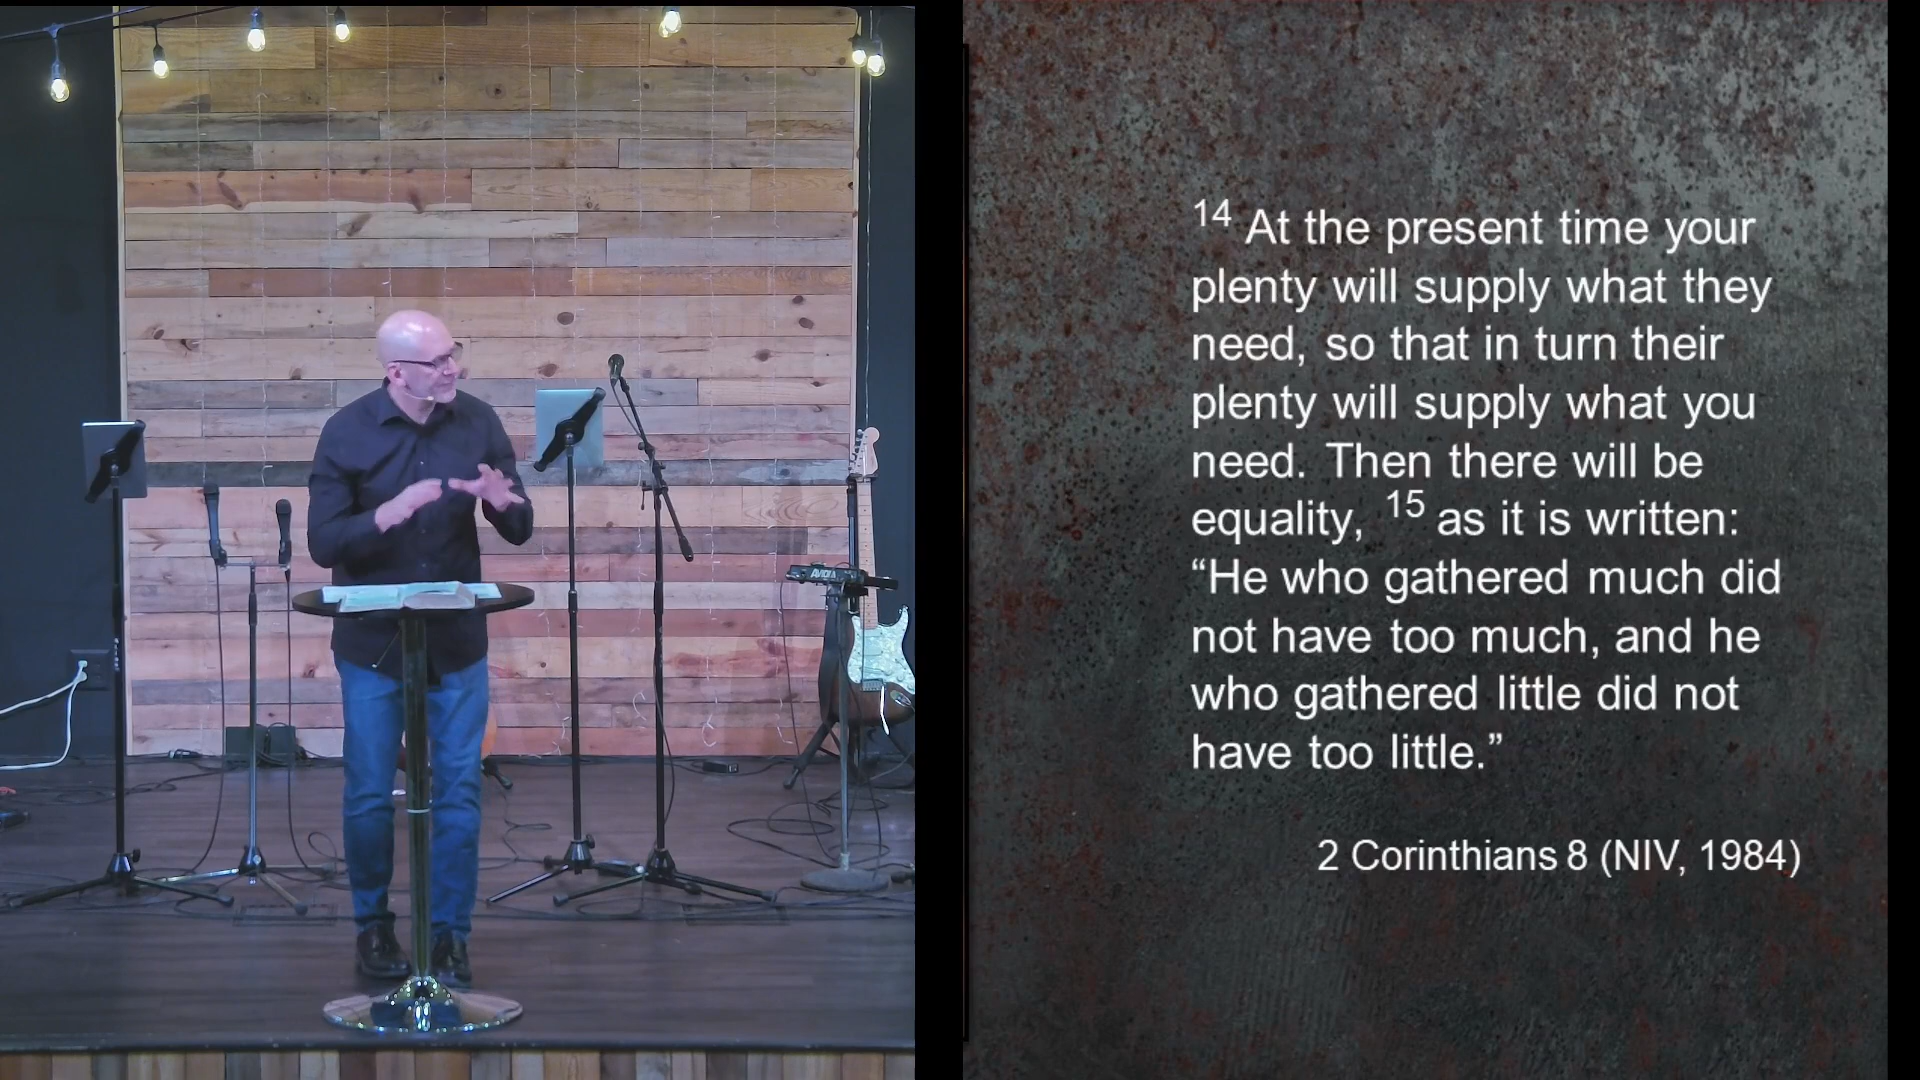 14 At the present time your
plenty will supply what they
need, so that in turn their
plenty will supply what you
need. Then there will be
equality, 15 as it is written:
“He who gathered much did
not have too much, and he
who gathered little did not
have too little.”
2 Corinthians 8 (NIV, 1984)
AVIOM